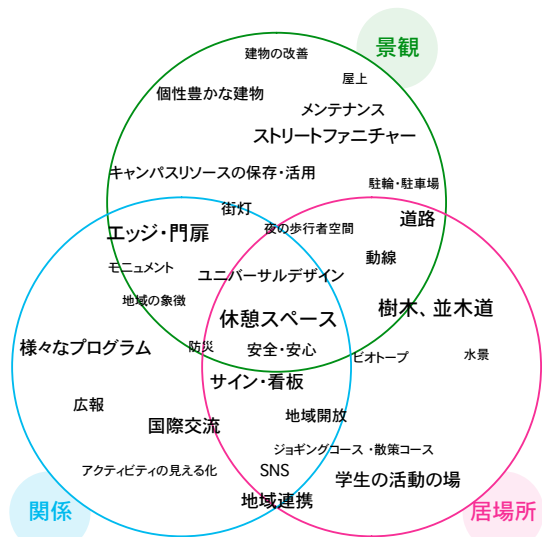 景観
建物の改善
屋上
個性豊かな建物
メンテナンス
ストリートファニチャー
キャンパスリソースの保存・活用
駐輪・駐車場
街灯
道路
エッジ・門扉
夜の歩行者空間
動線
モニュメント
ユニバーサルデザイン
地域の象徴
樹木、並木道
休憩スペース
様々なプログラム
防災
安全・安心
ビオトープ
水景
サイン・看板
広報
地域開放
国際交流
ジョギングコース・散策コース
アクティビティの見える化
SNS
学生の活動の場
地域連携
関係
居場所